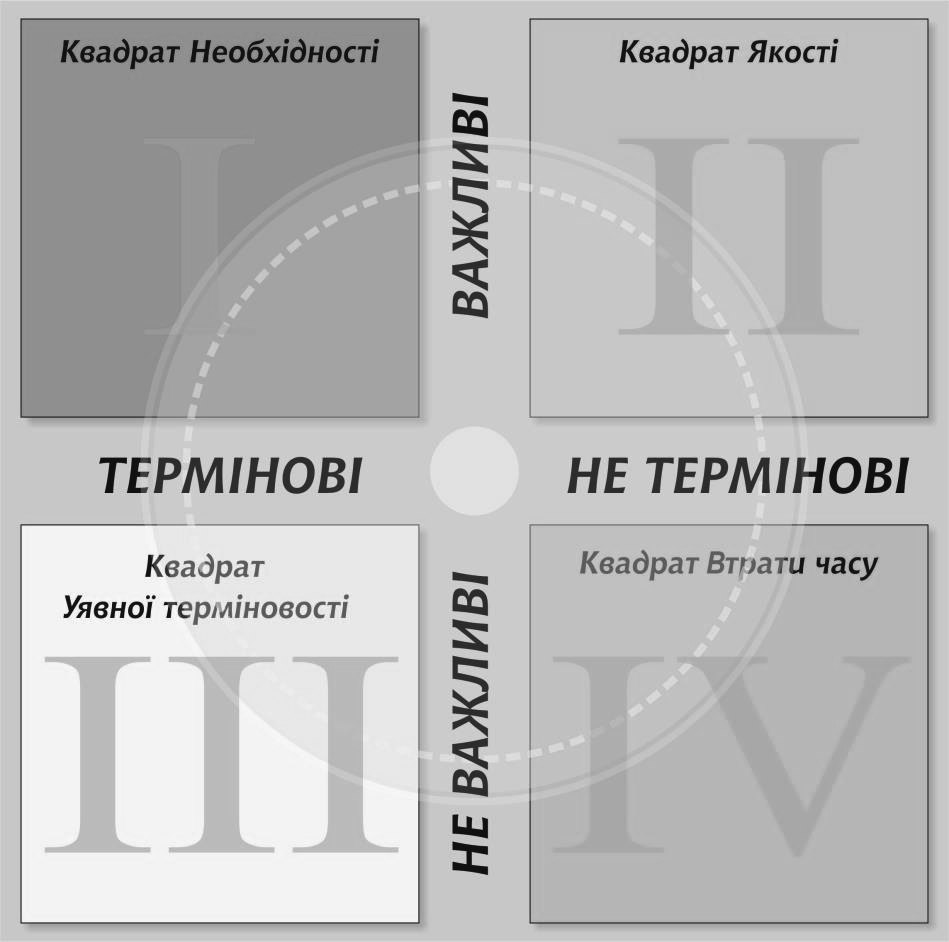 Квадрат Необхідності
I
ВАЖЛИВІ
Квадрат Якості
II
ТЕРМІНОВІ
НЕ ТЕРМІНОВІ
Квадрат
Уявної терміновості
III
НЕ ВАЖЛИВІ
Квадрат Втрати часу
IV